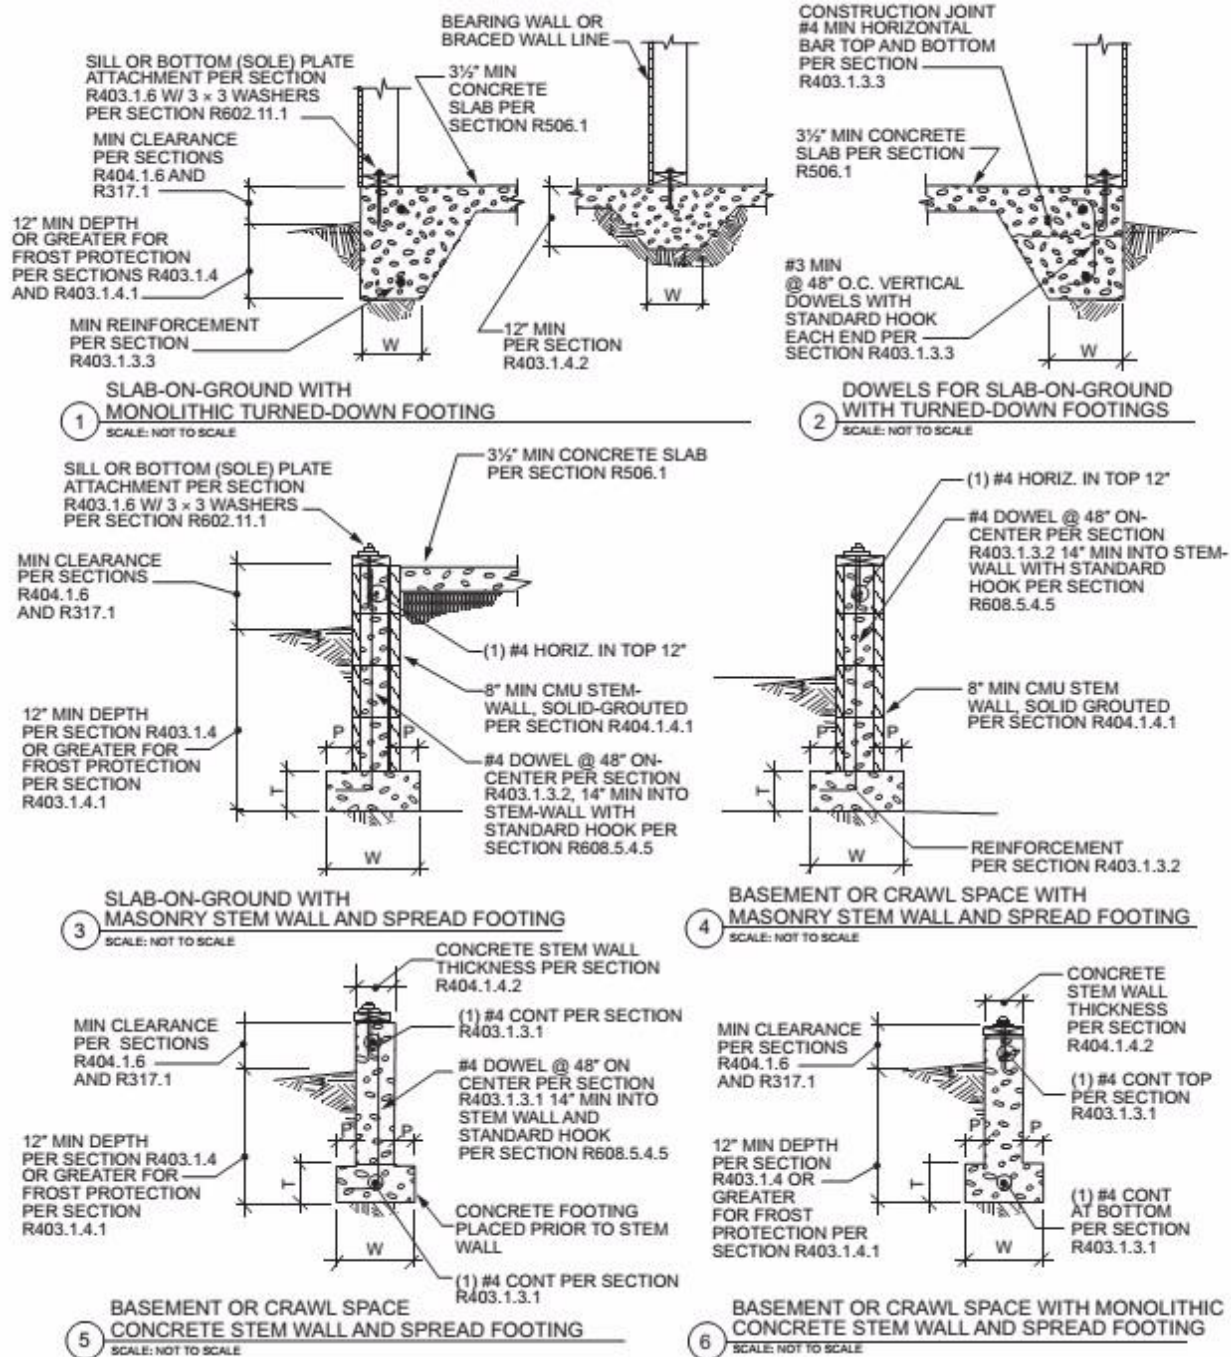 SILL OR BOTTOM (SOLE) PLATE
ATTACHMENT PER SECTION
R403.1.6 W/ 3 × 3 WASHERS
PER SECTION R602.11.1
MIN CLEARANCE
PER SECTIONS
R404.1.6 AND
R317.1
12" MIN DEPTH
OR GREATER FOR
FROST PROTECTION
PER SECTIONS R403.1.4
AND R403.1.4.1
MIN REINFORCEMENT
PER SECTION
R403.1.3.3
W
3½" MIN
CONCRETE
SLAB PER
SECTION R506.1
BEARING WALL OR
BRACED WALL LINE
W
12" MIN
PER SECTION
R403.1.4.2
1
SLAB-ON-GROUND WITH
MONOLITHIC TURNED-DOWN FOOTING
SCALE: NOT TO SCALE
CONSTRUCTION JOINT
#4 MIN HORIZONTAL
BAR TOP AND BOTTOM
PER SECTION
R403.1.3.3
3½" MIN CONCRETE
SLAB PER SECTION
R506.1
#3 MIN
@ 48" O.C. VERTICAL
DOWELS WITH
STANDARD HOOK
EACH END PER
SECTION R403.1.3.3
W
2
DOWELS FOR SLAB-ON-GROUND
WITH TURNED-DOWN FOOTINGS
SCALE: NOT TO SCALE
SILL OR BOTTOM (SOLE) PLATE
ATTACHMENT PER SECTION
R403.1.6 W/ 3 × 3 WASHERS
PER SECTION R602.11.1
3½" MIN CONCRETE SLAB
PER SECTION R506.1
MIN CLEARANCE
PER SECTIONS
R404.1.6
AND R317.1
(1) #4 HORIZ. IN TOP 12"
8" MIN CMU STEM-
WALL, SOLID-GROUTED
PER SECTION R404.1.4.1
12" MIN DEPTH
PER SECTION R403.1.4
OR GREATER FOR
FROST PROTECTION
PER SECTION
R403.1.4.1
P
P
T
W
#4 DOWEL @ 48" ON-
CENTER PER SECTION
R403.1.3.2, 14" MIN INTO
STEM-WALL WITH
STANDARD HOOK PER
SECTION R608.5.4.5
3
SLAB-ON-GROUND WITH
MASONRY STEM WALL AND SPREAD FOOTING
SCALE: NOT TO SCALE
(1) #4 HORIZ. IN TOP 12"
#4 DOWEL @ 48" ON-
CENTER PER SECTION
R403.1.3.2 14" MIN INTO STEM-
WALL WITH STANDARD
HOOK PER SECTION
R608.5.4.5
8" MIN CMU STEM
WALL, SOLID GROUTED
PER SECTION R404.1.4.1
P
P
T
W
REINFORCEMENT
PER SECTION R403.1.3.2
4
BASEMENT OR CRAWL SPACE WITH
MASONRY STEM WALL AND SPREAD FOOTING
SCALE: NOT TO SCALE
CONCRETE STEM WALL
THICKNESS PER SECTION
R404.1.4.2
MIN CLEARANCE
PER SECTIONS
R404.1.6
AND R317.1
(1) #4 CONT PER SECTION
R403.1.3.1
#4 DOWEL @ 48" ON
CENTER PER SECTION
R403.1.3.1 14" MIN INTO
STEM WALL AND
STANDARD HOOK
PER SECTION R608.5.4.5
12" MIN DEPTH
PER SECTION R403.1.4
OR GREATER FOR
FROST PROTECTION
PER SECTION
R403.1.4.1
P
P
T
W
CONCRETE FOOTING
PLACED PRIOR TO STEM
WALL
(1) #4 CONT PER SECTION
R403.1.3.1
5
BASEMENT OR CRAWL SPACE
CONCRETE STEM WALL AND SPREAD FOOTING
SCALE: NOT TO SCALE
CONCRETE
STEM WALL
THICKNESS
PER SECTION
R404.1.4.2
MIN CLEARANCE
PER SECTIONS
R404.1.6
AND R317.1
(1) #4 CONT TOP
PER SECTION
R403.1.3.1
12" MIN DEPTH
PER SECTION
R403.1.4 OR
GREATER
FOR FROST
PROTECTION PER
SECTION R403.1.4.1
P
P
T
W
(1) #4 CONT
AT BOTTOM
PER SECTION
R403.1.3.1
6
BASEMENT OR CRAWL SPACE WITH MONOLITHIC
CONCRETE STEM WALL AND SPREAD FOOTING
SCALE: NOT TO SCALE